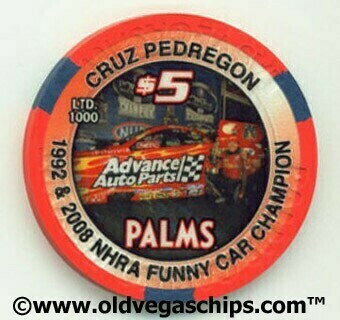 CRUZ PEDREGON
$5
LTD.
1000
Advance
Auto Parts
PALMS
1992 & 2008 NHRA FUNNY CAR CHAMPION
©www.oldvegaschips.com™